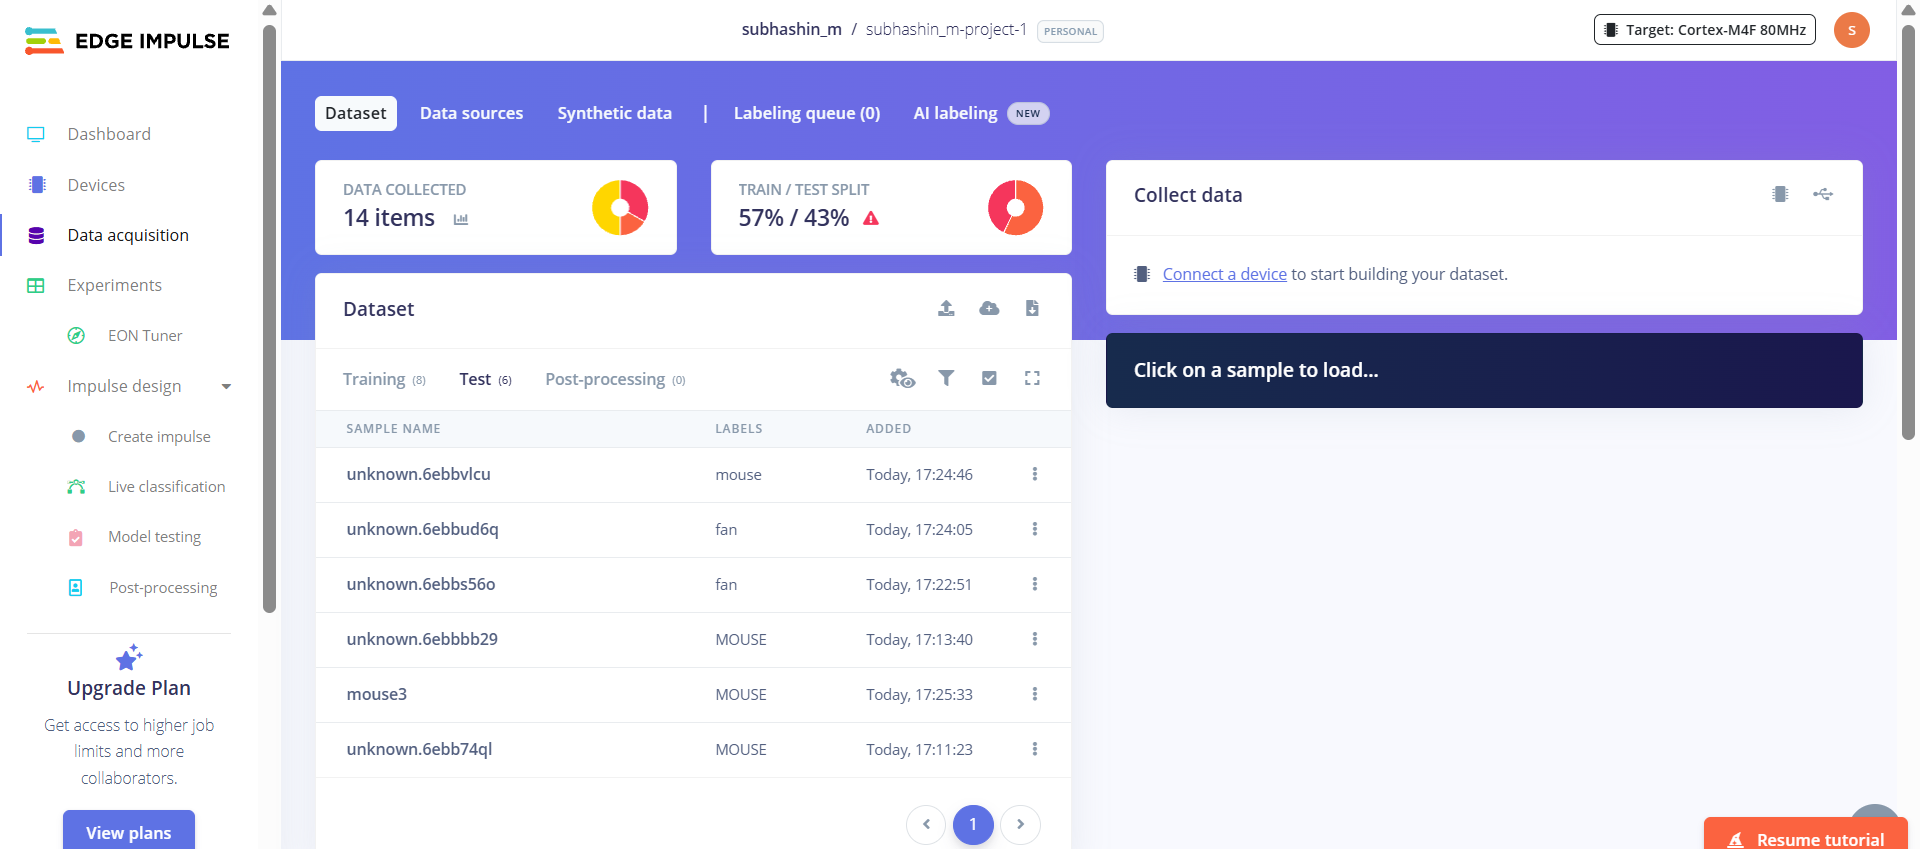 EDGE IMPULSE
subhashin_m / subhashin_m-project-1 PERSONAL
Target: Cortex-M4F 80MHz
S
Dashboard
Devices
Data acquisition
Experiments
EON Tuner
Impulse design
Create impulse
Live classification
Model testing
Post-processing
Upgrade Plan
Get access to higher job
limits and more
collaborators.
View plans
Dataset Data sources Synthetic data | Labeling queue (0) AI labeling NEW
DATA COLLECTED
14 items
TRAIN / TEST SPLIT
57% / 43%
Collect data
Connect a device to start building your dataset.
Click on a sample to load...
Dataset
Training (8) Test (6) Post-processing (0)
SAMPLE NAME LABELS ADDED
unknown.6ebbvlcu mouse Today, 17:24:46
unknown.6ebbud6q fan Today, 17:24:05
unknown.6ebbs56o fan Today, 17:22:51
unknown.6ebbbb29 MOUSE Today, 17:13:40
mouse3 MOUSE Today, 17:25:33
unknown.6ebb74ql MOUSE Today, 17:11:23
1
Resume tutorial